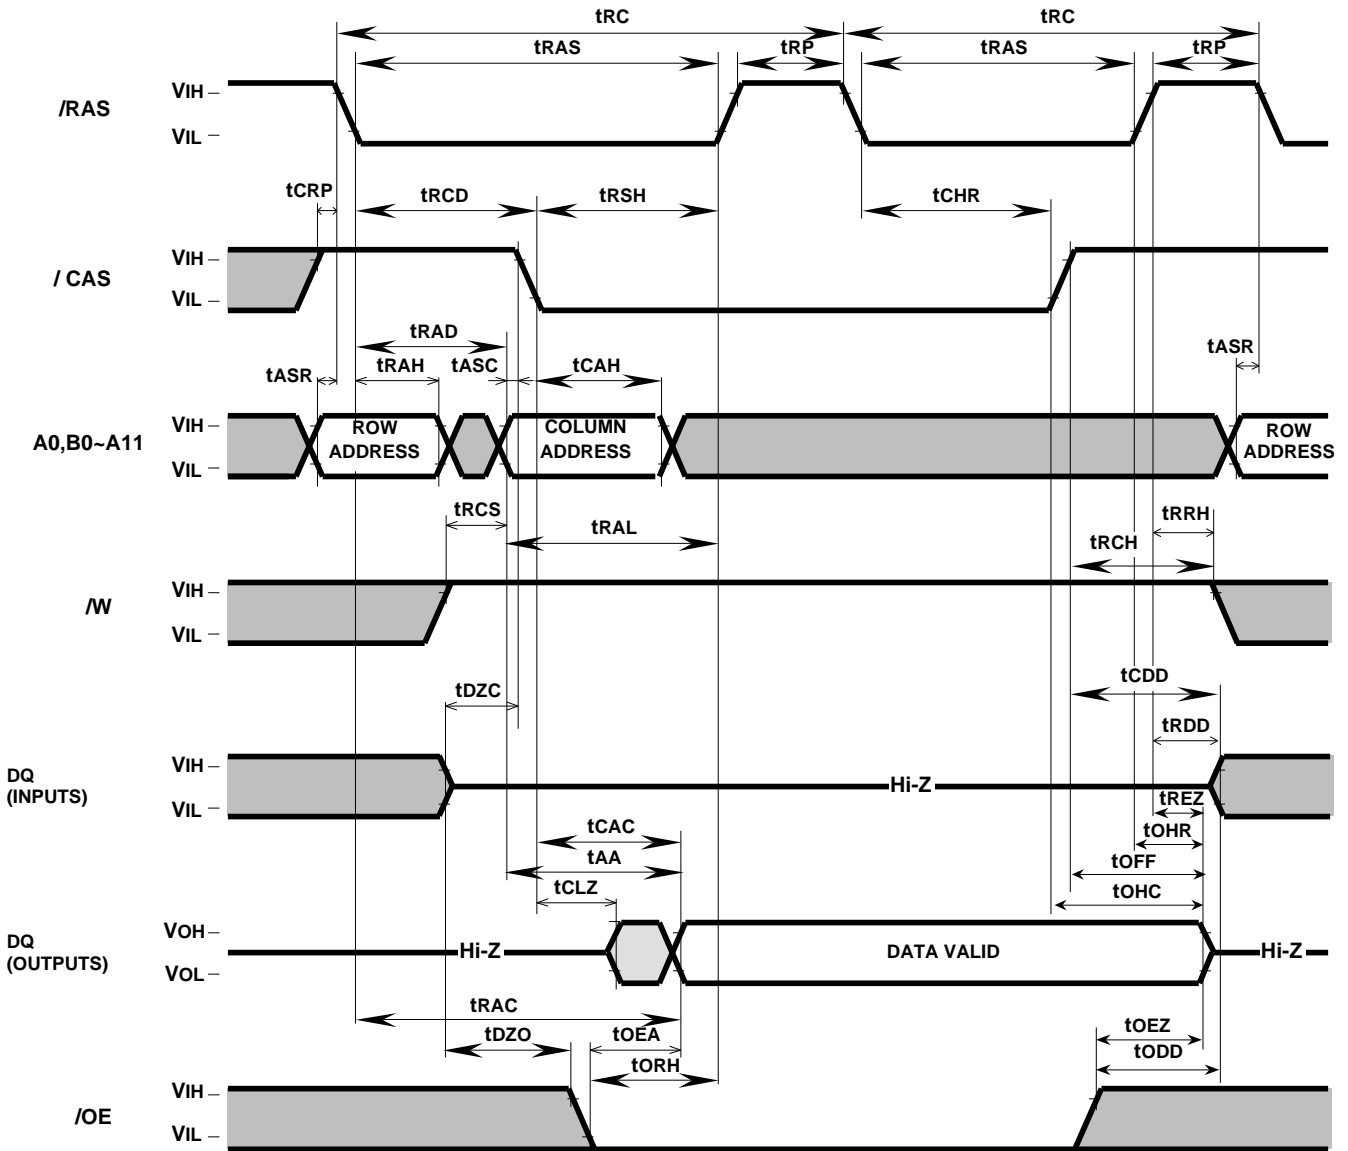 tRC tRC
tRAS tRP tRAS tRP
/RAS
VIH
VIL
tCRP tRCD tRSH tCHR
/ CAS
VIH
VIL
tRAD
tASR tRAH tASC tCAH tASR
A0,B0~A11
VIH
VIL
ROW
ADDRESS
COLUMN
ADDRESS
ROW
ADDRESS
tRCS tRAL tRRH
tRCH
/W
VIH
VIL
tCDD
tDZC
tRDD
DQ
(INPUTS)
VIH
VIL
Hi-Z
tREZ
tCAC tOHR
tAA tOFF
tCLZ tOHC
DQ
(OUTPUTS)
VOH
VOL
Hi-Z DATA VALID Hi-Z
tRAC
tDZO tOEA tOEZ
tORH tODD
/OE
VIH
VIL